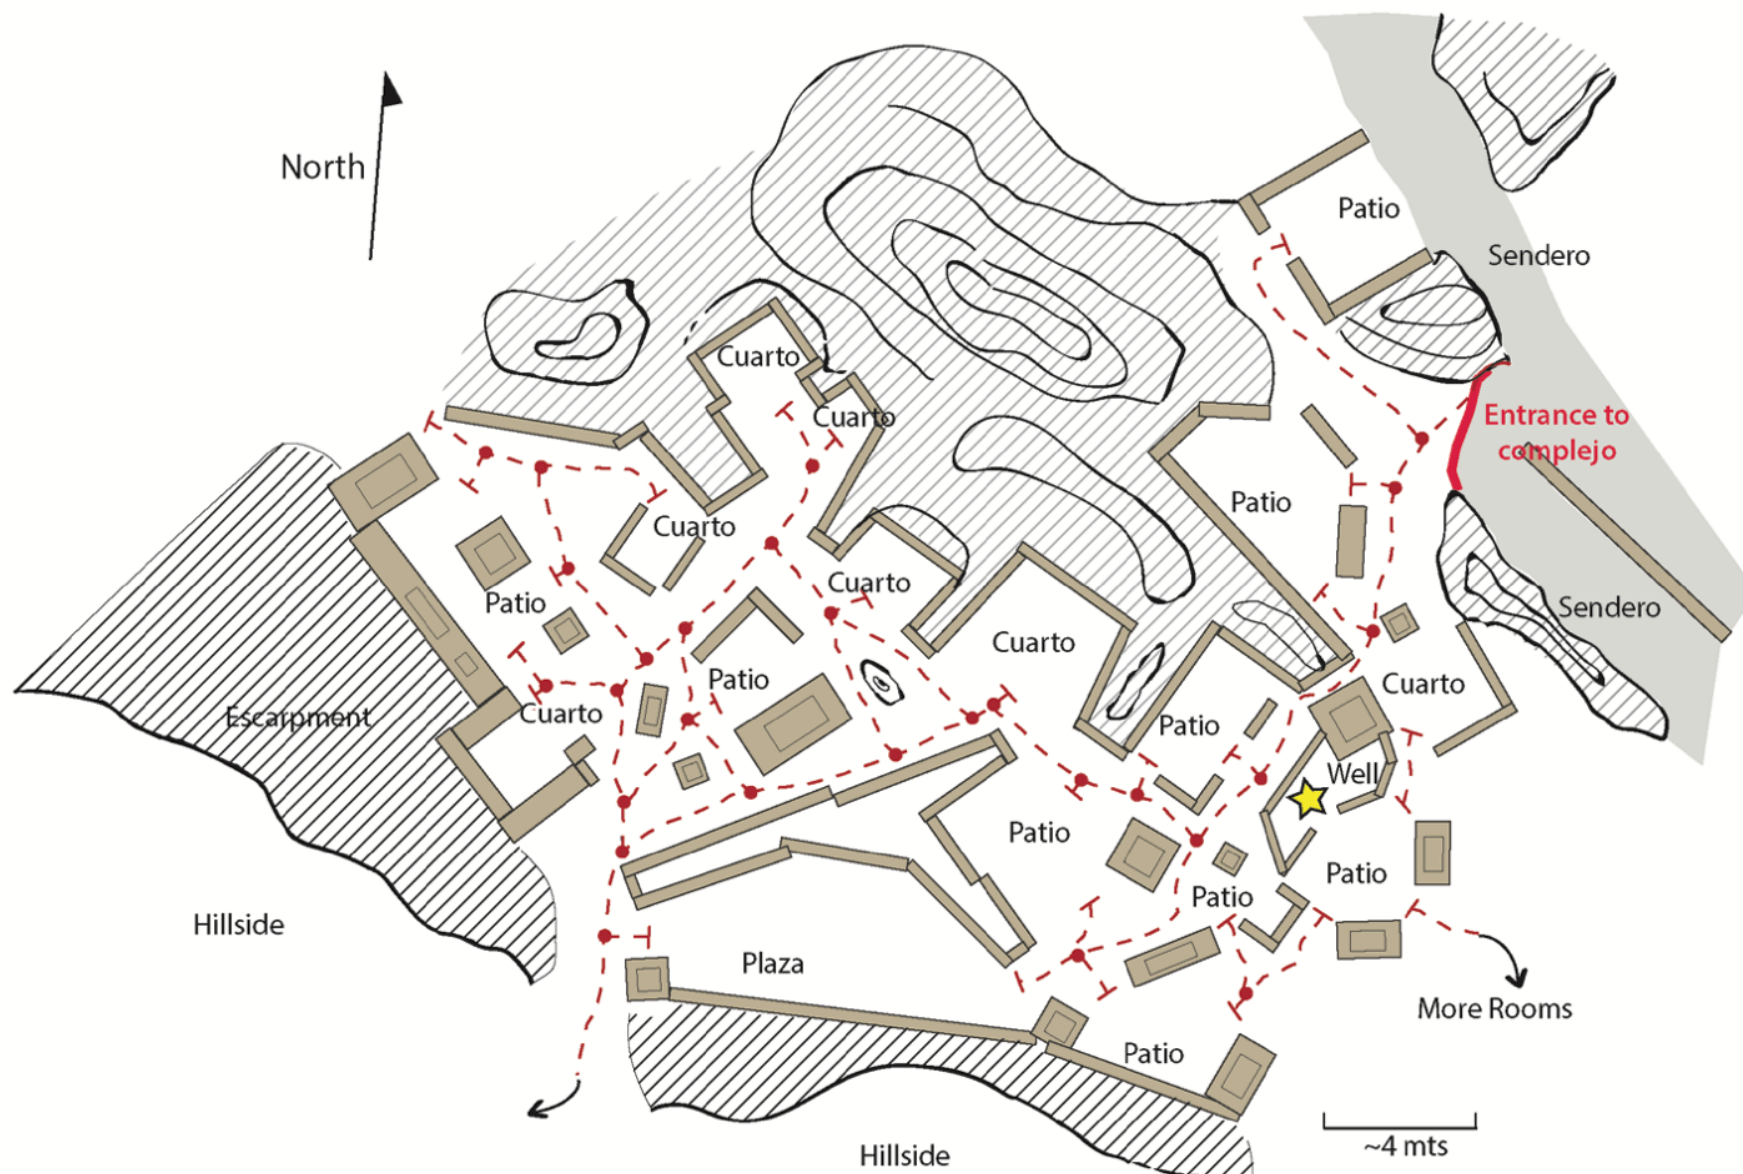 North
Patio
Sendero
Cuarto
Cuarto
Entrance to
complejo
Patio
Cuarto
Cuarto
Patio
Sendero
Cuarto
Patio
Cuarto
Cuarto
Escarpment
Patio
Well
Patio
Patio
Patio
Hillside
Plaza
More Rooms
Patio
~4 mts
Hillside